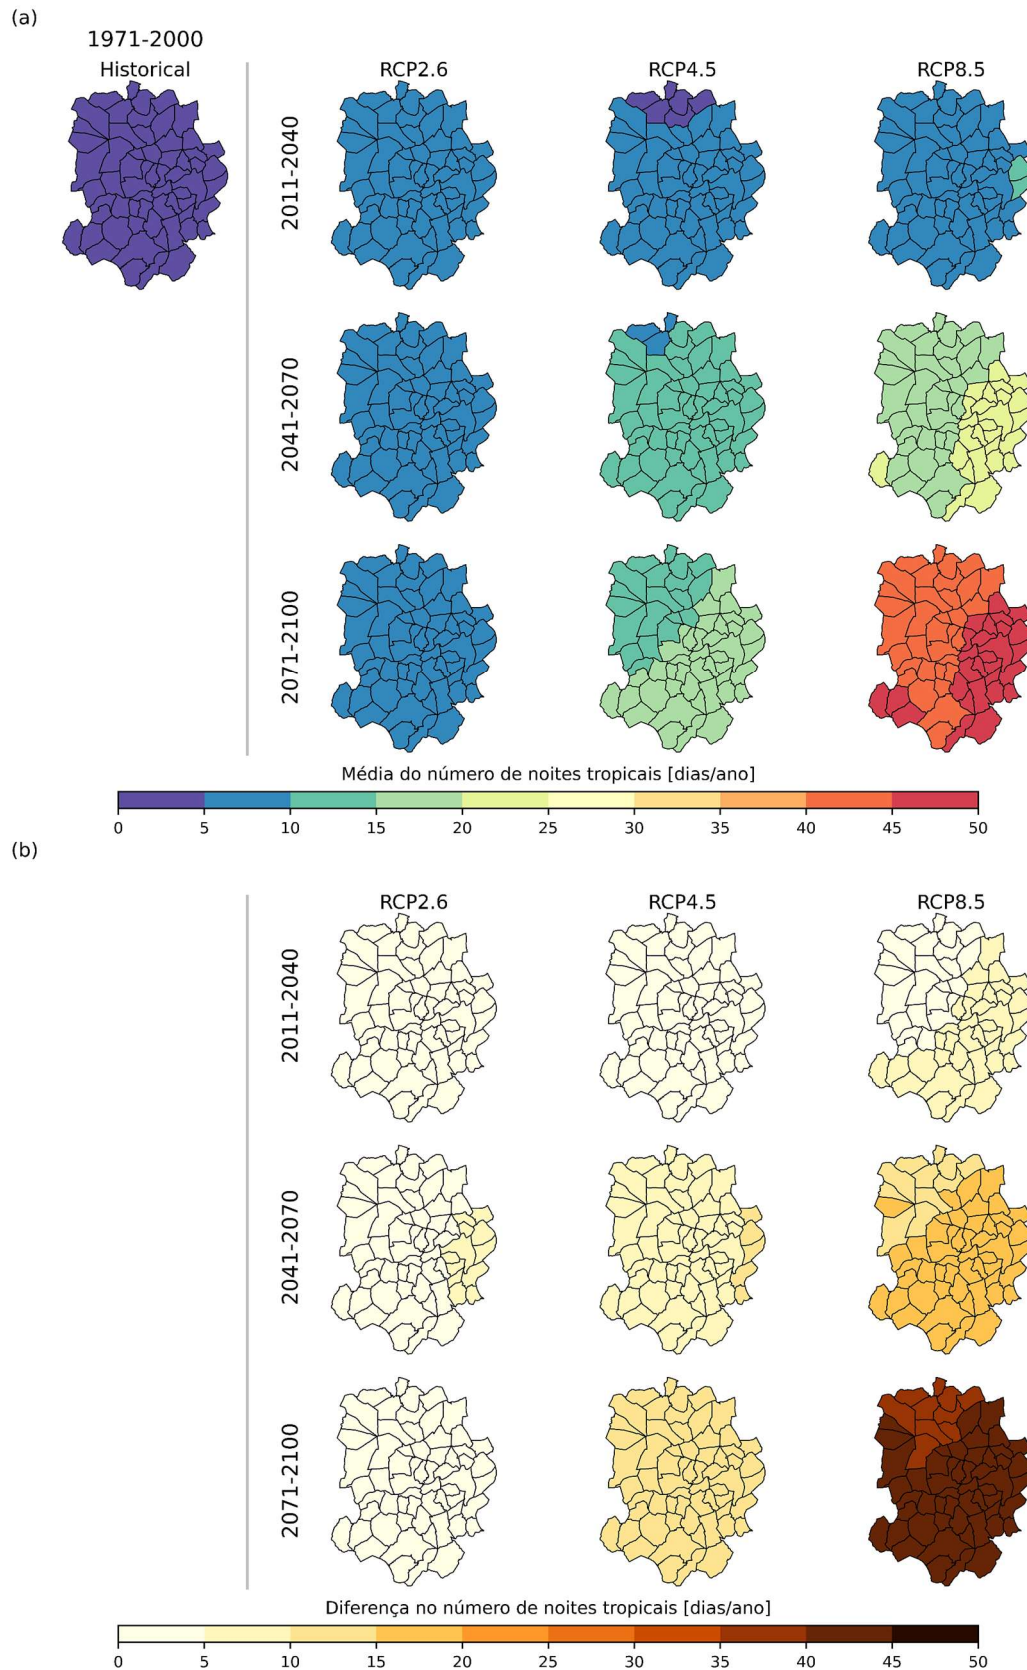 (a)
1971-2000
Historical
RCP2.6
RCP4.5
RCP8.5
2011-2040
2041-2070
2071-2100
Média do número de noites tropicais [dias/ano]
0 5 10 15 20 25 30 35 40 45 50
(b)
RCP2.6
RCP4.5
RCP8.5
2011-2040
2041-2070
2071-2100
Diferença no número de noites tropicais [dias/ano]
0 5 10 15 20 25 30 35 40 45 50